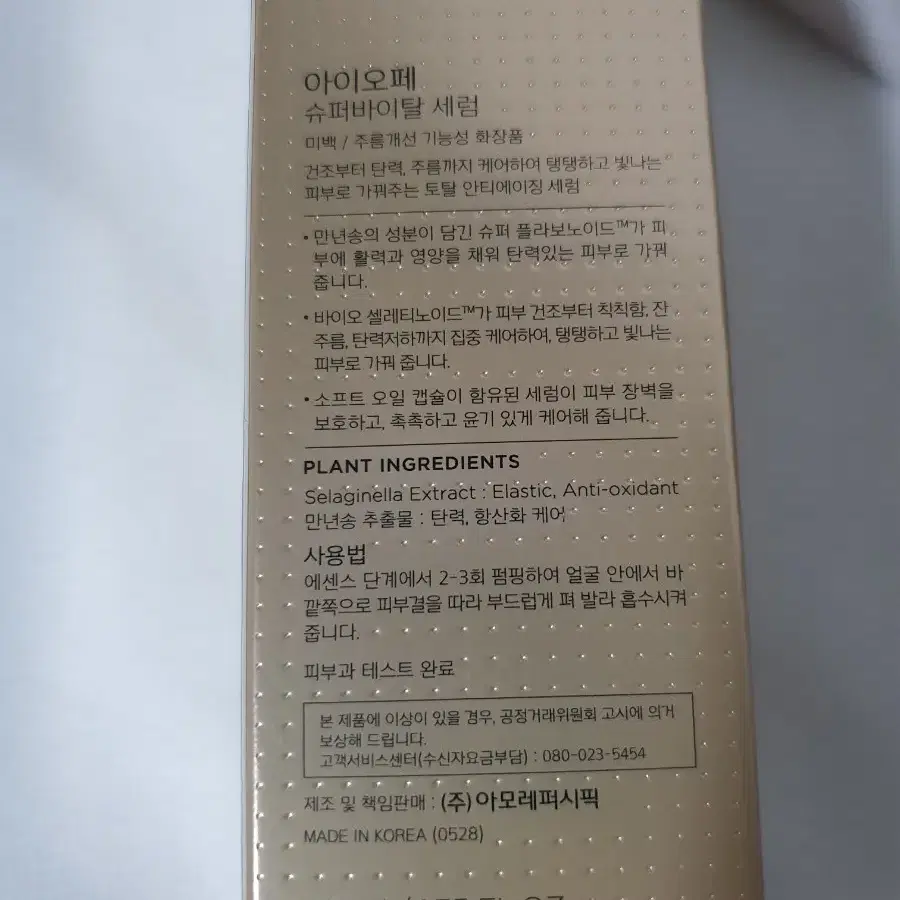 아이오페
슈퍼바이탈 세럼
미백 / 주름개선 기능성 화장품
건조부터 탄력, 주름까지 케어하여 탱탱하고 빛나는
피부로 가꿔주는 토탈 안티에이징 세럼
• 만년송의 성분이 담긴 슈퍼 플라보노이드™가 피
부에 활력과 영양을 채워 탄력있는 피부로 가꿔
줍니다.
• 바이오 셀레티노이드™가 피부 건조부터 칙칙함, 잔
주름, 탄력저하까지 집중 케어하여, 탱탱하고 빛나는
피부로 가꿔 줍니다.
• 소프트 오일 캡슐이 함유된 세럼이 피부 장벽을
보호하고, 촉촉하고 윤기 있게 케어해 줍니다.
PLANT INGREDIENTS
Selaginella Extract : Elastic, Anti-oxidant
만년송 추출물 : 탄력, 항산화 케어
사용법
에센스 단계에서 2-3회 펌핑하여 얼굴 안에서 바
깥쪽으로 피부결을 따라 부드럽게 펴 발라 흡수시켜
줍니다.
피부과 테스트 완료
본 제품에 이상이 있을 경우, 공정거래위원회 고시에 의거
보상해 드립니다.
고객서비스센터(수신자요금부담) : 080-023-5454
제조 및 책임판매 : (주)아모레퍼시픽
MADE IN KOREA (0528)